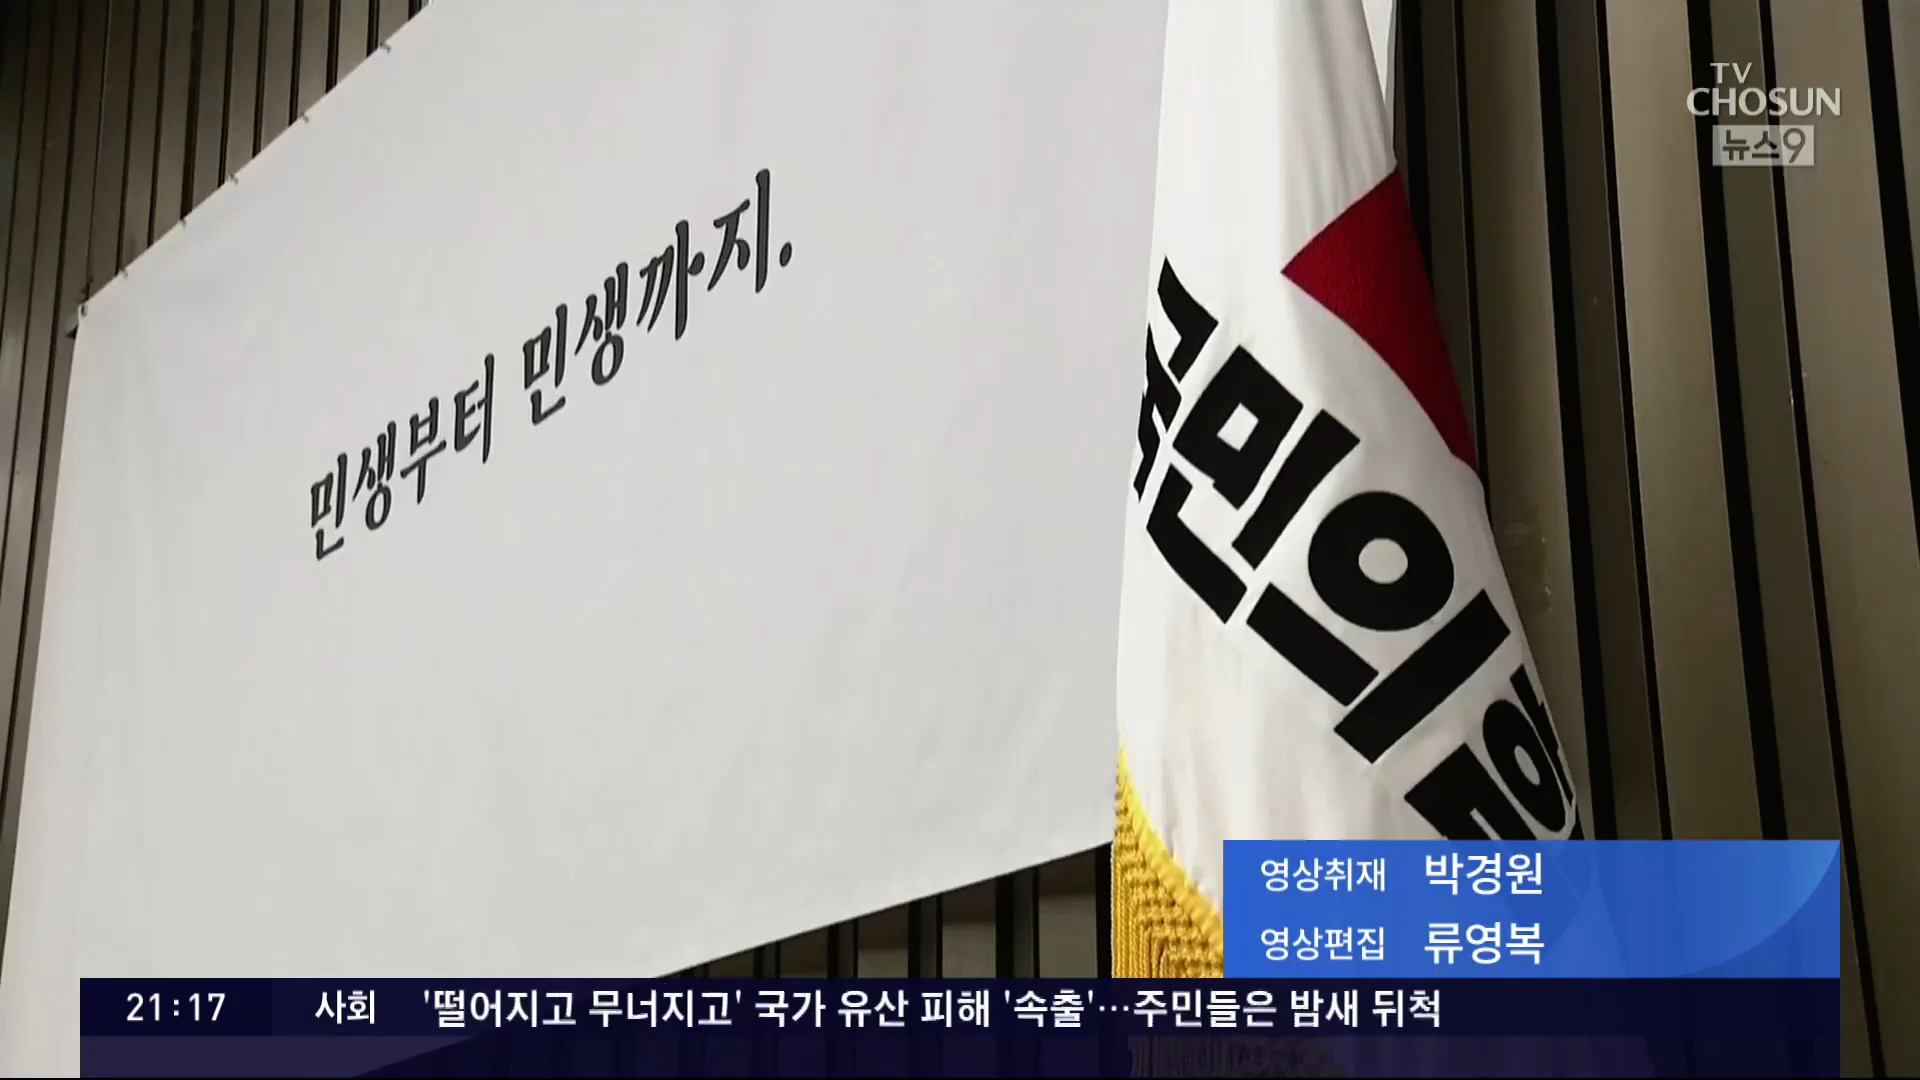 TV
CHOSUN
뉴스9
민생부터 민생까지.
국민의
영상취재 박경원
영상편집 류영복
21:17 사회 '떨어지고 무너지고' 국가 유산 피해 '속출'…주민들은 밤새 뒤척